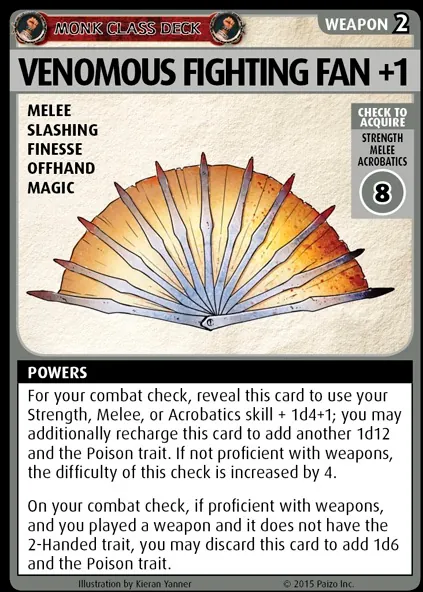 MONK CLASS DECK
WEAPON 2
VENOMOUS FIGHTING FAN +1
MELEE
SLASHING
FINESSE
OFFHAND
MAGIC
CHECK TO
ACQUIRE
STRENGTH
MELEE
ACROBATICS
8
POWERS
For your combat check, reveal this card to use your
Strength, Melee, or Acrobatics skill + 1d4+1; you may
additionally recharge this card to add another 1d12
and the Poison trait. If not proficient with weapons,
the difficulty of this check is increased by 4.
On your combat check, if proficient with weapons,
and you played a weapon and it does not have the
2-Handed trait, you may discard this card to add 1d6
and the Poison trait.
Illustration by Kieran Yanner
© 2015 Paizo Inc.